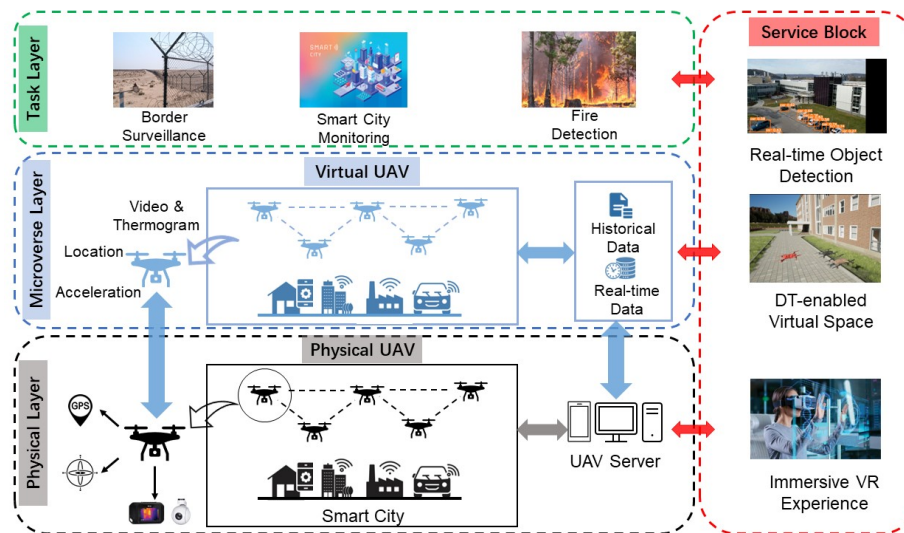 Task Layer
Border
Surveillance
SMART
CITY
Smart City
Monitoring
Fire
Detection
Service Block
Real-time Object
Detection
DT-enabled
Virtual Space
Immersive VR
Experience
Microverse Layer
Virtual UAV
Video &
Thermogram
Location
Acceleration
Historical
Data
Real-time
Data
Physical Layer
Physical UAV
GPS
Smart City
UAV Server